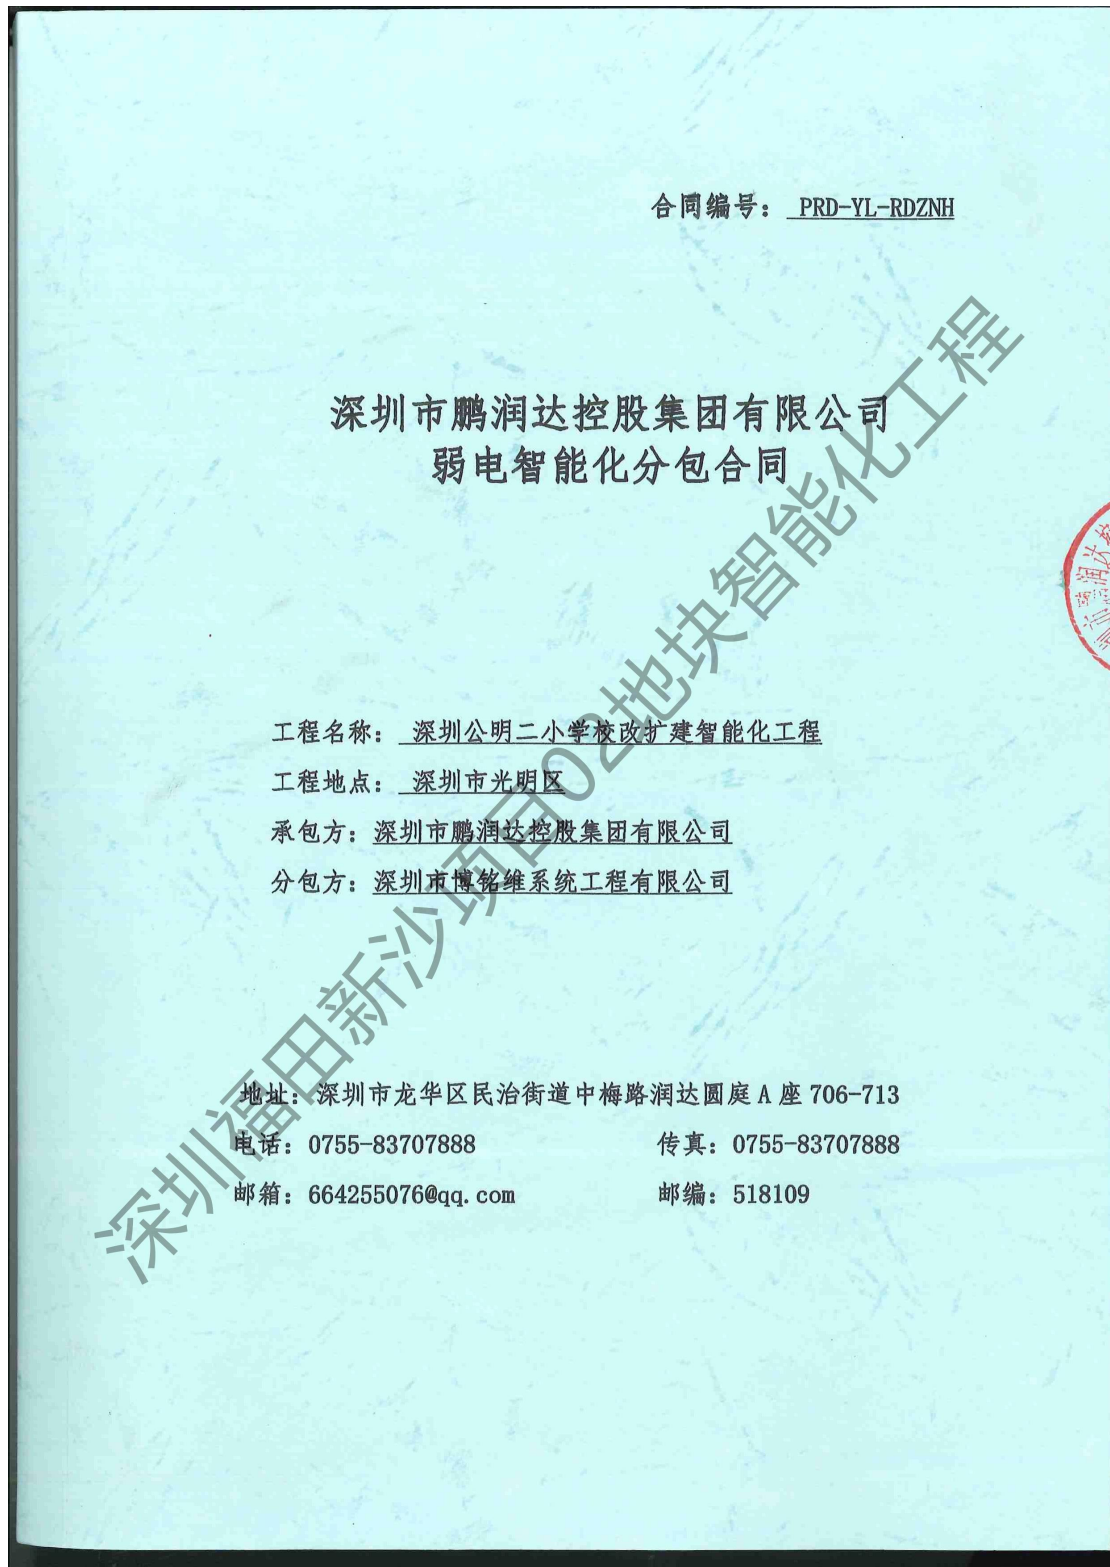 合同编号： PRD-YL-RDZNH
深圳市鹏润达控股集团有限公司
弱电智能化分包合同
工程名称： 深圳公明二小学校改扩建智能化工程
工程地点： 深圳市光明区
承包方：深圳市鹏润达控股集团有限公司
分包方：深圳市博铭维系统工程有限公司
地址：深圳市龙华区民治街道中梅路润达圆庭 A 座 706-713
电话：0755-83707888 传真：0755-83707888
邮箱：664255076@qq.com 邮编：518109
深圳福田新沙项目02地块智能化工程
润达控